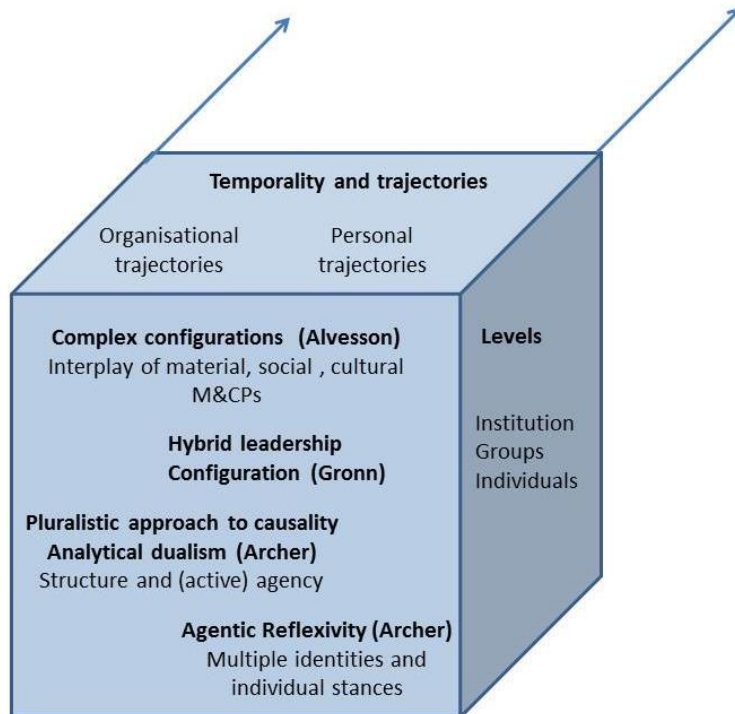 Temporality and trajectories
Organisational Personal
trajectories trajectories
Complex configurations (Alvesson)
Interplay of material, social , cultural
M&CPs
Hybrid leadership
Configuration (Gronn)
Pluralistic approach to causality
Analytical dualism (Archer)
Structure and (active) agency
Agentic Reflexivity (Archer)
Multiple identities and
individual stances
Levels
Institution
Groups
Individuals